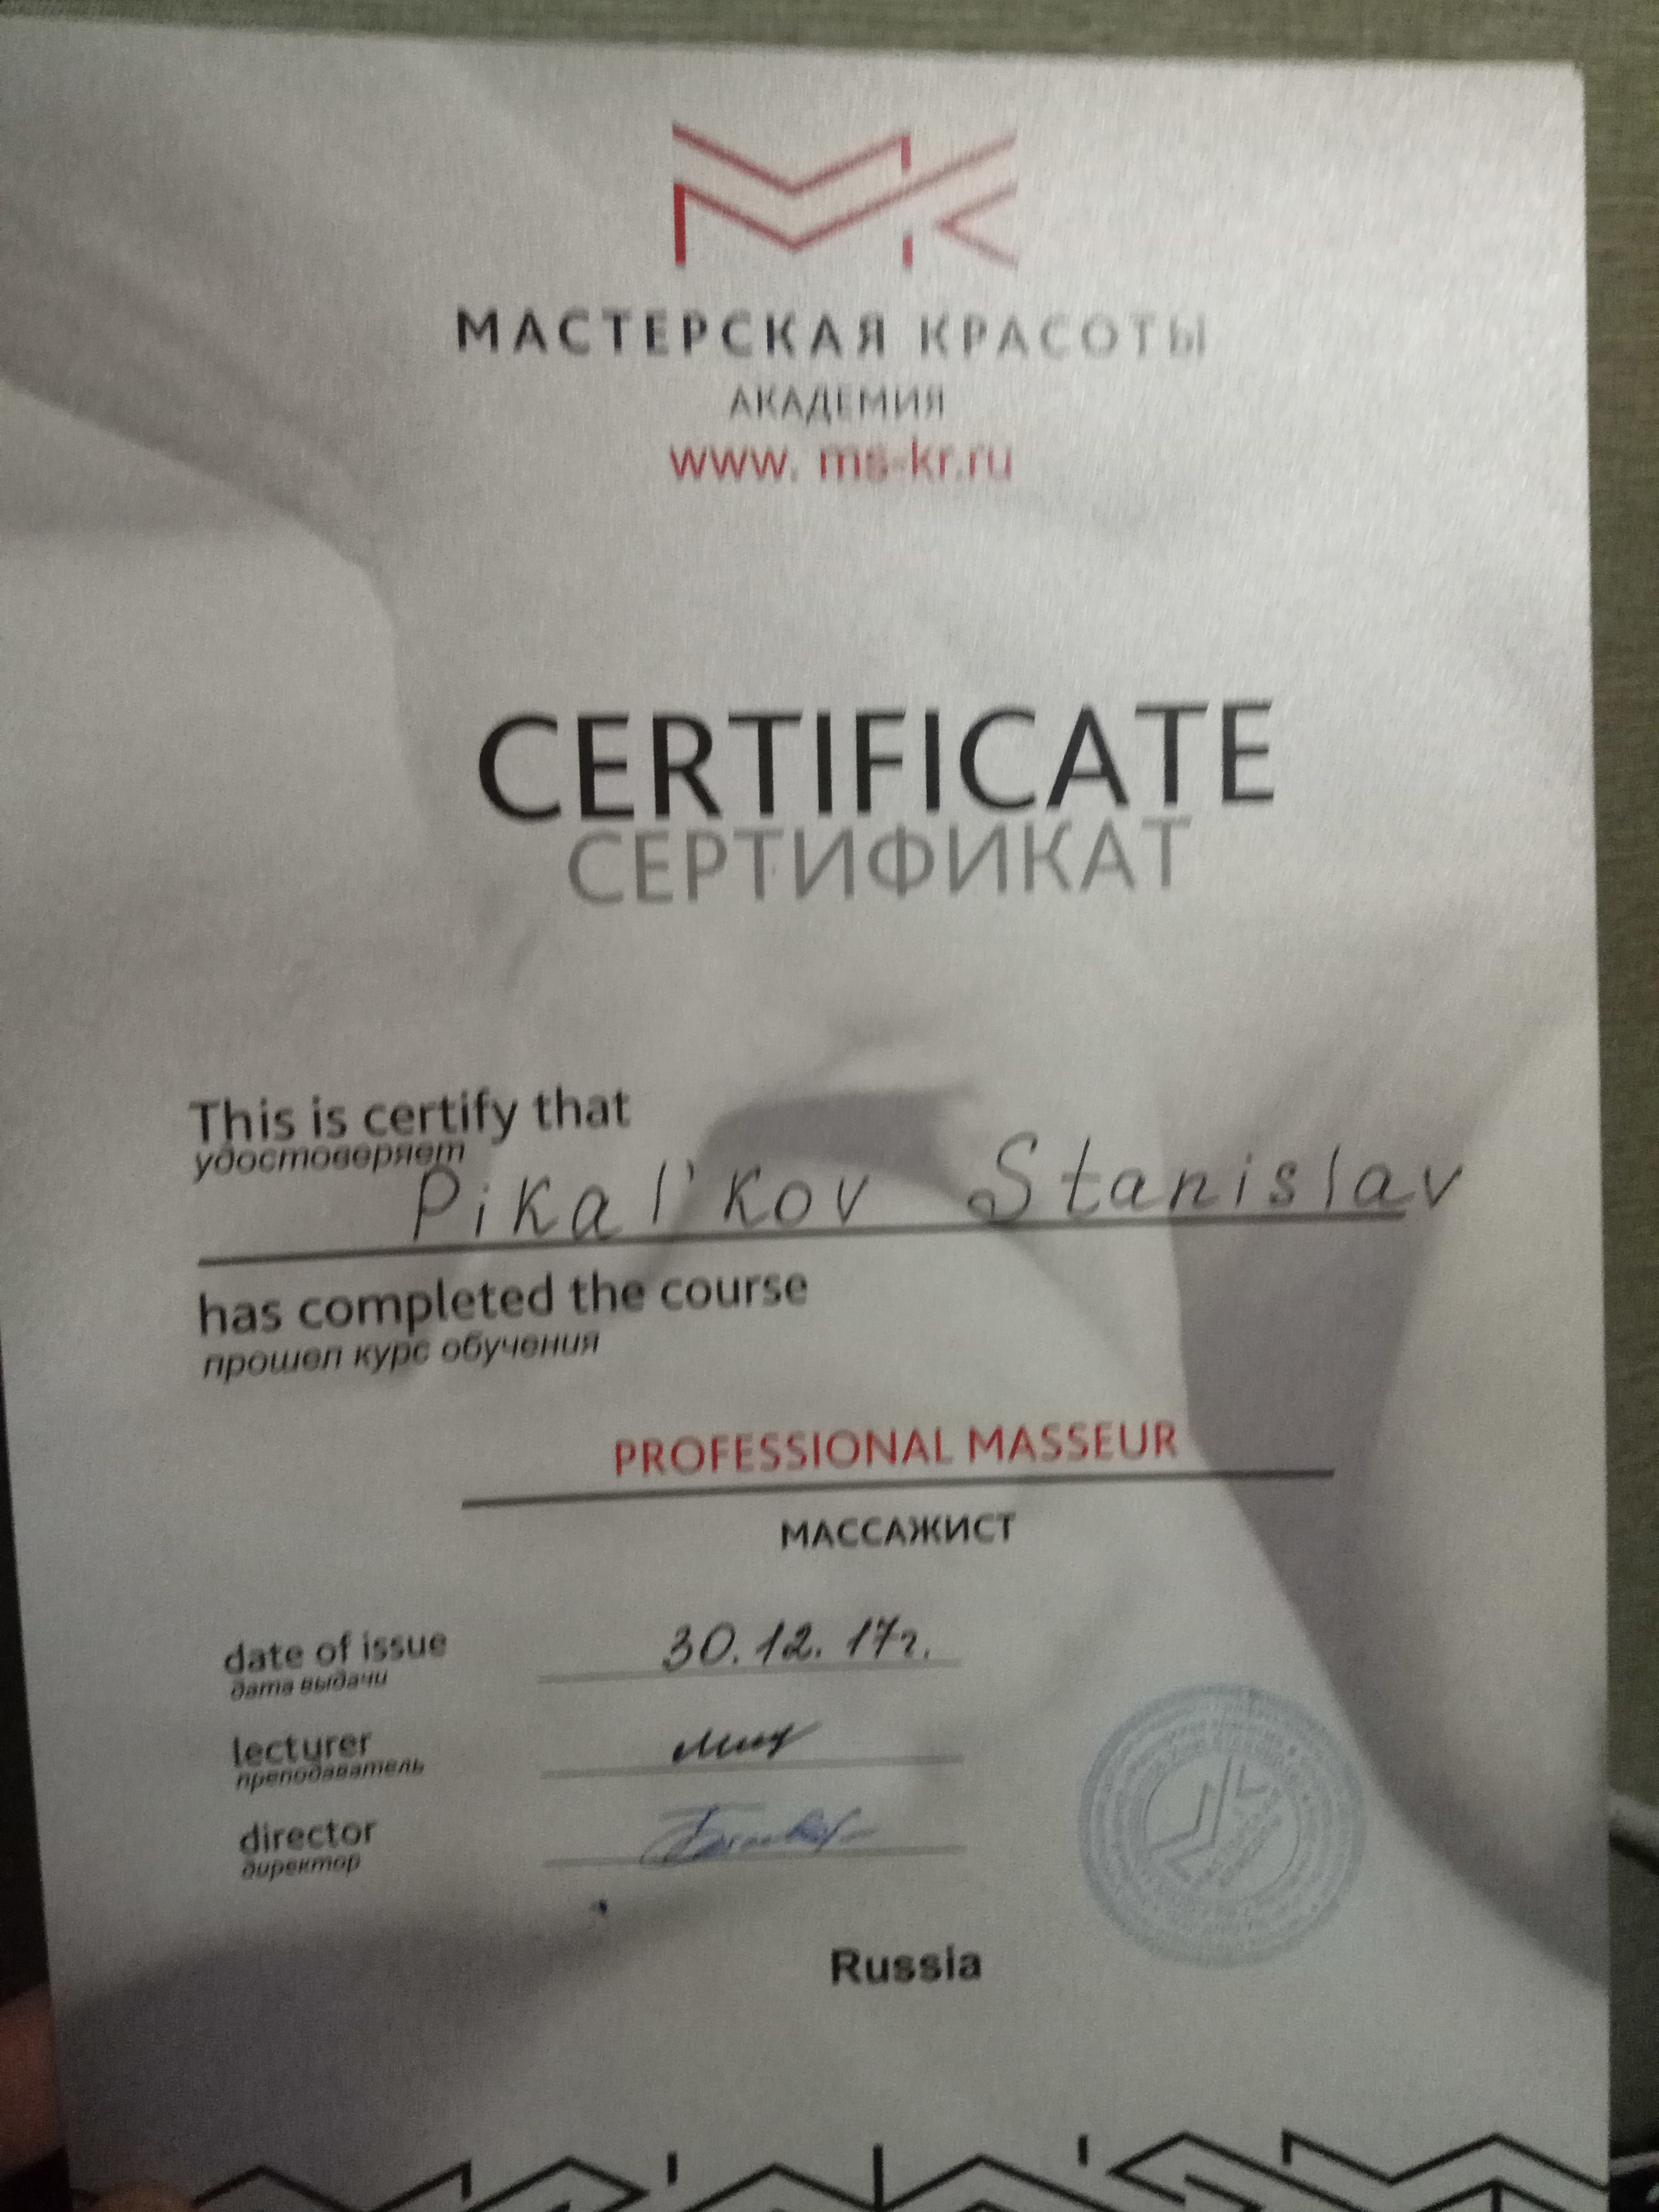 МАСТЕРСКАЯ КРАСОТЫ
АКАДЕМИЯ
www. ms-kr.ru
CERTIFICATE
СЕРТИФИКАТ
This is certify that
удостоверяет
Pikal'kov Stanislav
has completed the course
прошел курс обучения
PROFESSIONAL MASSEUR
МАССАЖИСТ
date of issue 30.12.17г.
дата выдачи
lecturer
преподаватель
director
директор
Russia